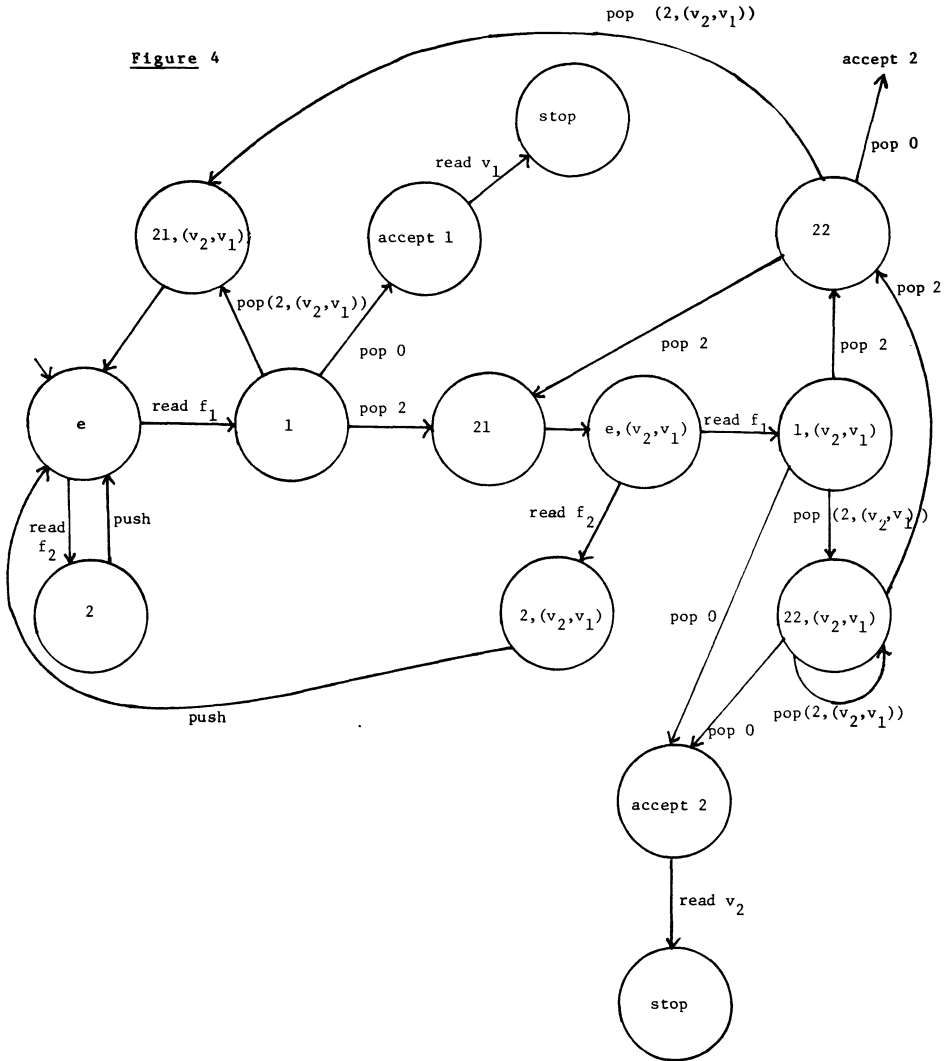 pop (2,(v₂,v₁))
Figure 4
accept 2
stop
pop 0
read v₁
21,(v₂,v₁)
accept 1
22
pop(2,(v₂,v₁))
pop 2
pop 0
pop 2
pop 2
e
read f₁
1
pop 2
21
e,(v₂,v₁)
read f₁
1,(v₂,v₁)
read
f₂
push
read f₂
pop (2,(v₂,v₁))
2
2,(v₂,v₁)
pop 0
22,(v₂,v₁)
push
pop(2,(v₂,v₁))
pop 0
accept 2
read v₂
stop